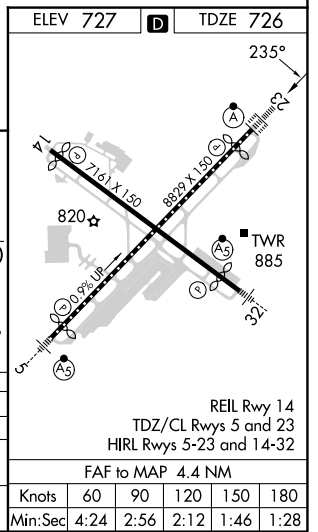 ELEV 727 D TDZE 726
235°
A
23
14
P
P
7161 X 150
8829 X 150
820
A5
TWR
885
P
0.9% UP
P
32
5
A5
REIL Rwy 14
TDZ/CL Rwys 5 and 23
HIRL Rwys 5-23 and 14-32
FAF to MAP 4.4 NM
Knots 60 90 120 150 180
Min:Sec 4:24 2:56 2:12 1:46 1:28